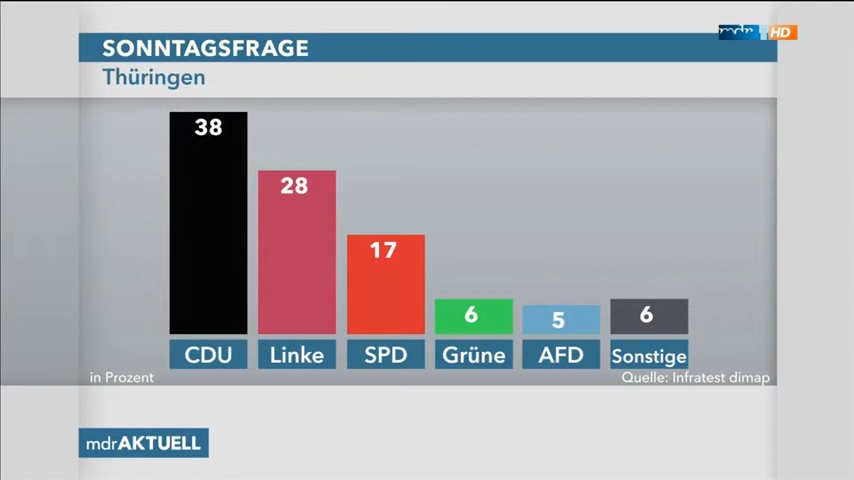 mdr HD
SONNTAGSFRAGE
Thüringen
38
28
17
6
5
6
CDU
Linke
SPD
Grüne
AFD
Sonstige
in Prozent
Quelle: Infratest dimap
mdrAKTUELL